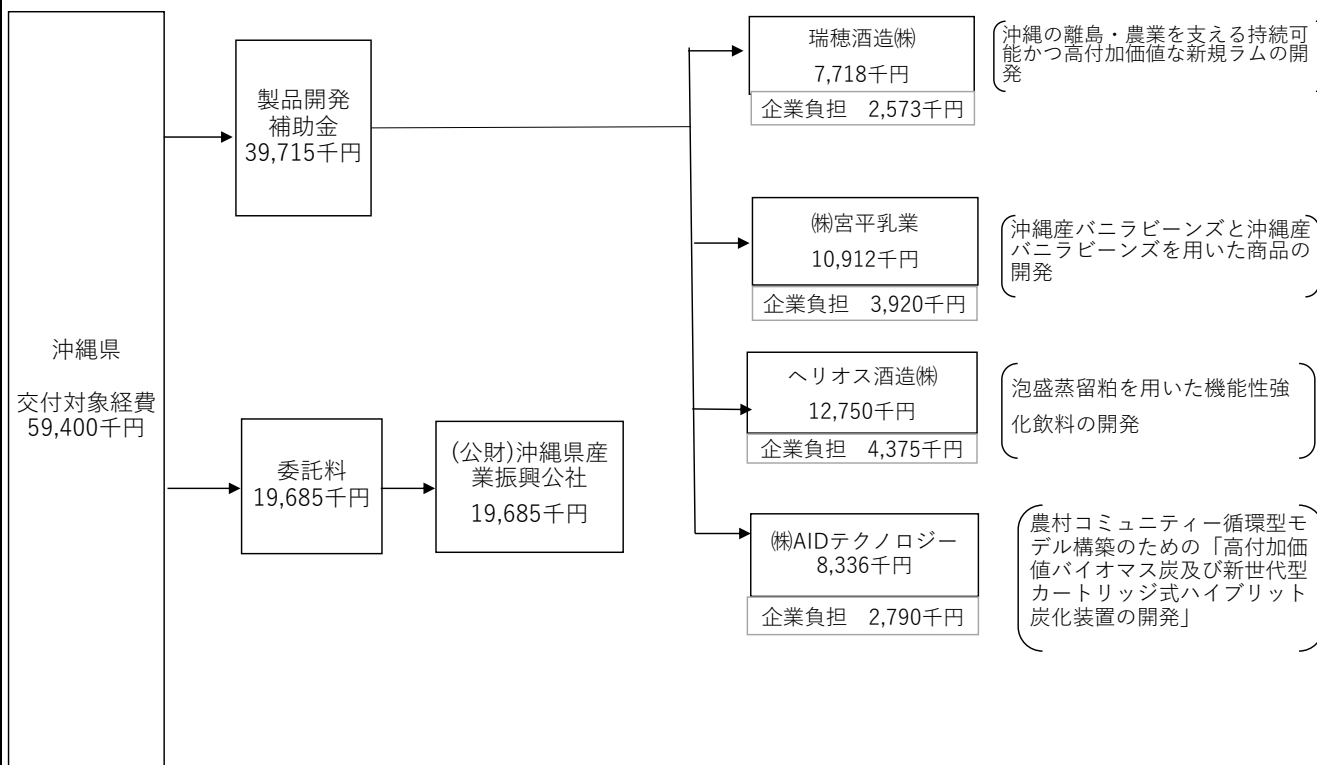 沖縄県
交付対象経費
59,400千円
製品開発
補助金
39,715千円
委託料
19,685千円
(公財)沖縄県産
業振興公社
19,685千円
瑞穂酒造㈱
7,718千円
企業負担　2,573千円
沖縄の離島・農業を支える持続可
能かつ高付加価値な新規ラムの開
発
㈱宮平乳業
10,912千円
企業負担　3,920千円
沖縄産バニラビーンズと沖縄産
バニラビーンズを用いた商品の
開発
ヘリオス酒造㈱
12,750千円
企業負担　4,375千円
泡盛蒸留粕を用いた機能性強
化飲料の開発
㈱AIDテクノロジー
8,336千円
企業負担　2,790千円
農村コミュニティー循環型モ
デル構築のための「高付加価
値バイオマス炭及び新世代型
カートリッジ式ハイブリット
炭化装置の開発」